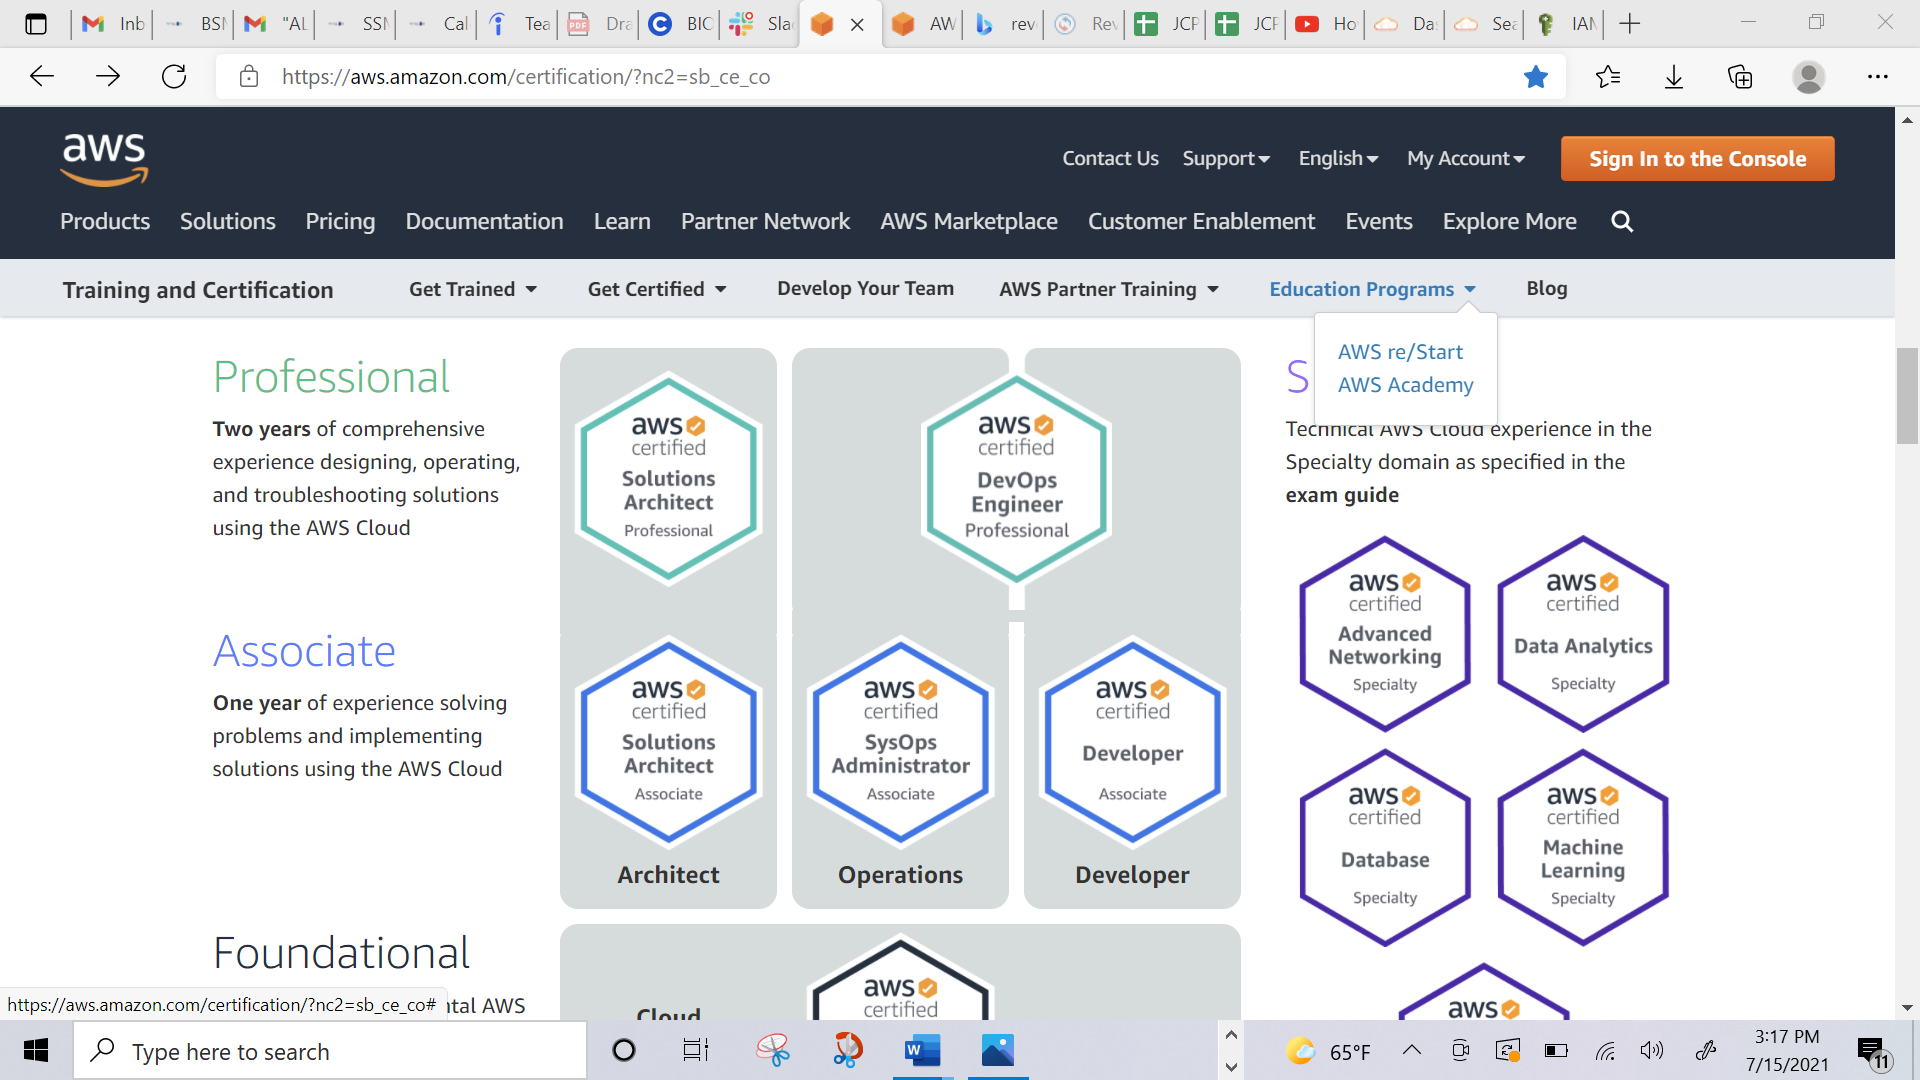 Inb
BSN
"AL
SSM
Cal
Tea
Dra
BIC
Sla
AW
rev
Rev
JCP
JCP
Ho
Da
Sea
IAM
https://aws.amazon.com/certification/?nc2=sb_ce_co
aws
Contact Us Support English My Account Sign In to the Console
Products Solutions Pricing Documentation Learn Partner Network AWS Marketplace Customer Enablement Events Explore More
Training and Certification Get Trained Get Certified Develop Your Team AWS Partner Training Education Programs Blog
AWS re/Start
AWS Academy
Professional
Two years of comprehensive
experience designing, operating,
and troubleshooting solutions
using the AWS Cloud
aws
certified
Solutions
Architect
Professional
aws
certified
DevOps
Engineer
Professional
S
Technical AWS Cloud experience in the
Specialty domain as specified in the
exam guide
Associate
One year of experience solving
problems and implementing
solutions using the AWS Cloud
aws
certified
Solutions
Architect
Associate
Architect
aws
certified
SysOps
Administrator
Associate
Operations
aws
certified
Developer
Associate
Developer
aws
certified
Advanced
Networking
Specialty
aws
certified
Data Analytics
Specialty
aws
certified
Database
Specialty
aws
certified
Machine
Learning
Specialty
Foundational
ntal AWS
Cloud
aws
certified
aws
https://aws.amazon.com/certification/?nc2=sb_ce_co#
Type here to search
W
65°F
3:17 PM
7/15/2021
11